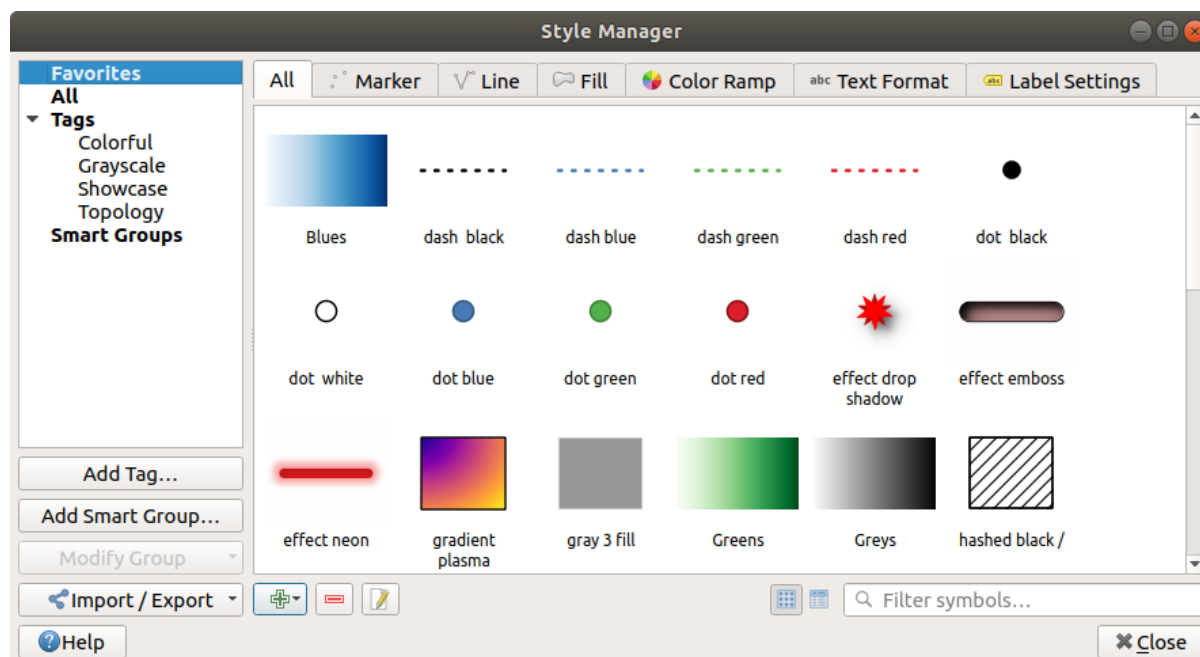 Style Manager
Favorites
All
Tags
Colorful
Grayscale
Showcase
Topology
Smart Groups
Add Tag...
Add Smart Group...
Modify Group
Import / Export
Help
All
Marker
Line
Fill
Color Ramp
abc Text Format
abc Label Settings
Blues
dash  black
dash blue
dash green
dash red
dot  black
dot  white
dot blue
dot green
dot red
effect drop
shadow
effect emboss
effect neon
gradient
plasma
gray 3 fill
Greens
Greys
hashed black /
Filter symbols...
Close